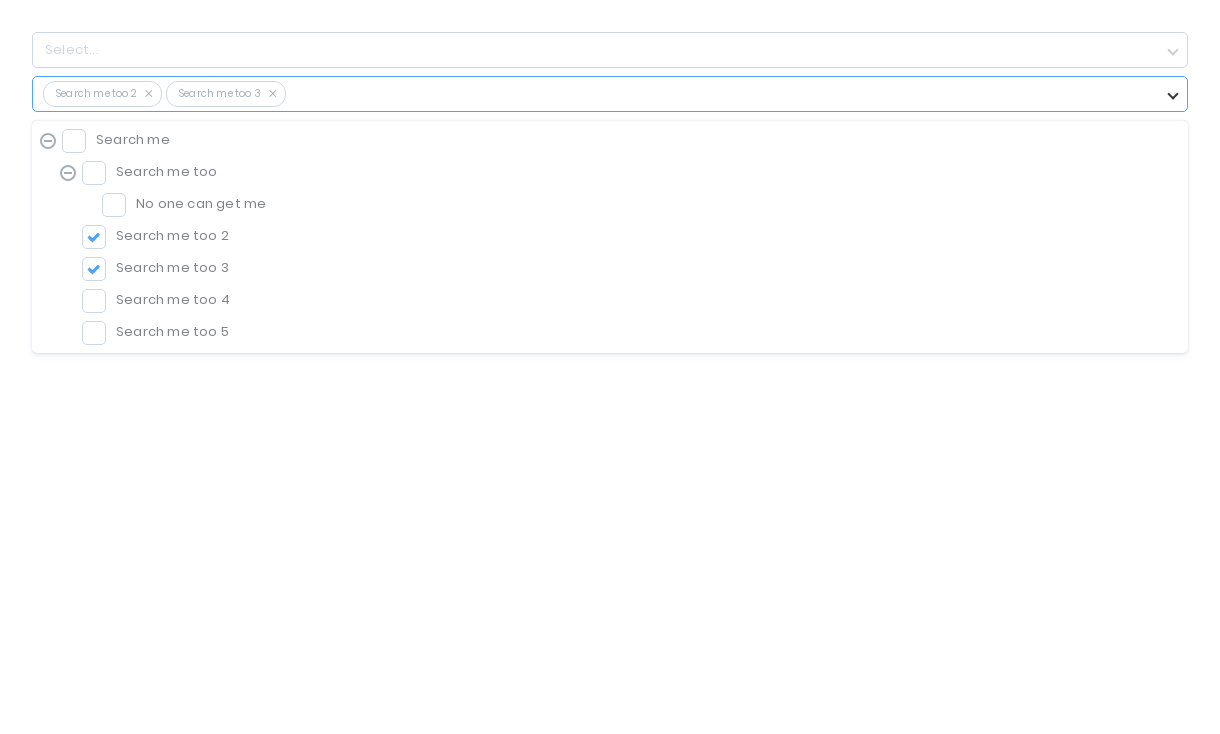 Select...
Search me too 2 Search me too 3
Search me
Search me too
No one can get me
Search me too 2
Search me too 3
Search me too 4
Search me too 5